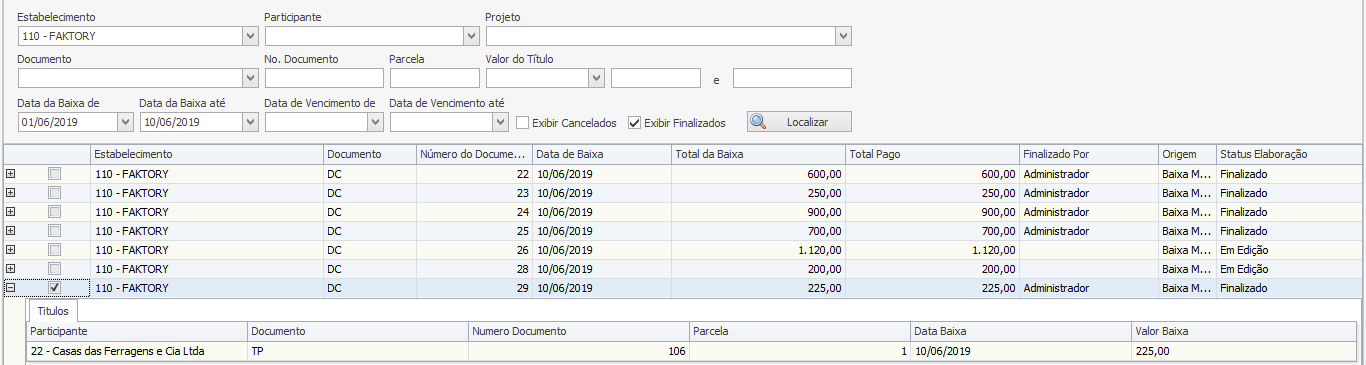 Estabelecimento Participante Projeto
110 - FAKTORY
Documento No. Documento Parcela Valor do Título
e
Data da Baixa de Data da Baixa até Data de Vencimento de Data de Vencimento até
01/06/2019 10/06/2019 Exibir Cancelados Exibir Finalizados Localizar
Estabelecimento Documento Número do Docume... Data de Baixa Total da Baixa Total Pago Finalizado Por Origem Status Elaboração
110 - FAKTORY DC 22 10/06/2019 600,00 600,00 Administrador Baixa M... Finalizado
110 - FAKTORY DC 23 10/06/2019 250,00 250,00 Administrador Baixa M... Finalizado
110 - FAKTORY DC 24 10/06/2019 900,00 900,00 Administrador Baixa M... Finalizado
110 - FAKTORY DC 25 10/06/2019 700,00 700,00 Administrador Baixa M... Finalizado
110 - FAKTORY DC 26 10/06/2019 1.120,00 1.120,00 Baixa M... Em Edição
110 - FAKTORY DC 28 10/06/2019 200,00 200,00 Baixa M... Em Edição
110 - FAKTORY DC 29 10/06/2019 225,00 225,00 Administrador Baixa M... Finalizado
Titulos
Participante Documento Numero Documento Parcela Data Baixa Valor Baixa
22 - Casas das Ferragens e Cia Ltda TP 106 1 10/06/2019 225,00